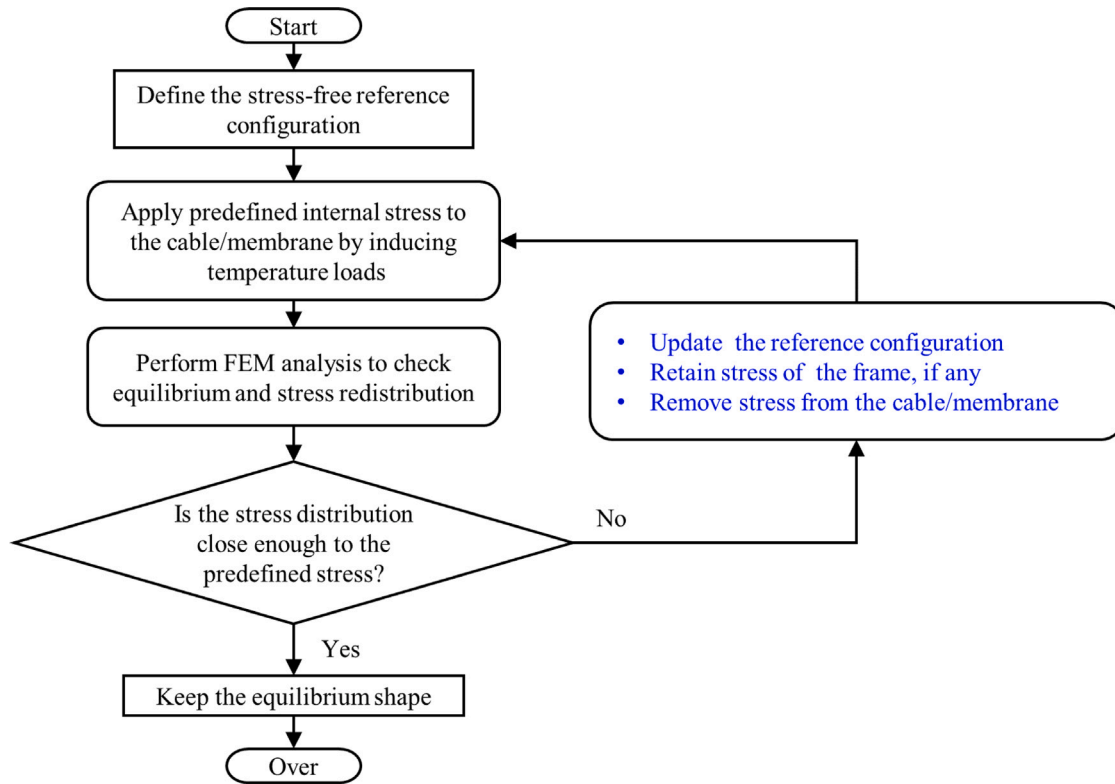 Start
Define the stress-free reference
configuration
Apply predefined internal stress to
the cable/membrane by inducing
temperature loads
Perform FEM analysis to check
equilibrium and stress redistribution
• Update the reference configuration
• Retain stress of the frame, if any
• Remove stress from the cable/membrane
Is the stress distribution
close enough to the
predefined stress?
No
Yes
Keep the equilibrium shape
Over